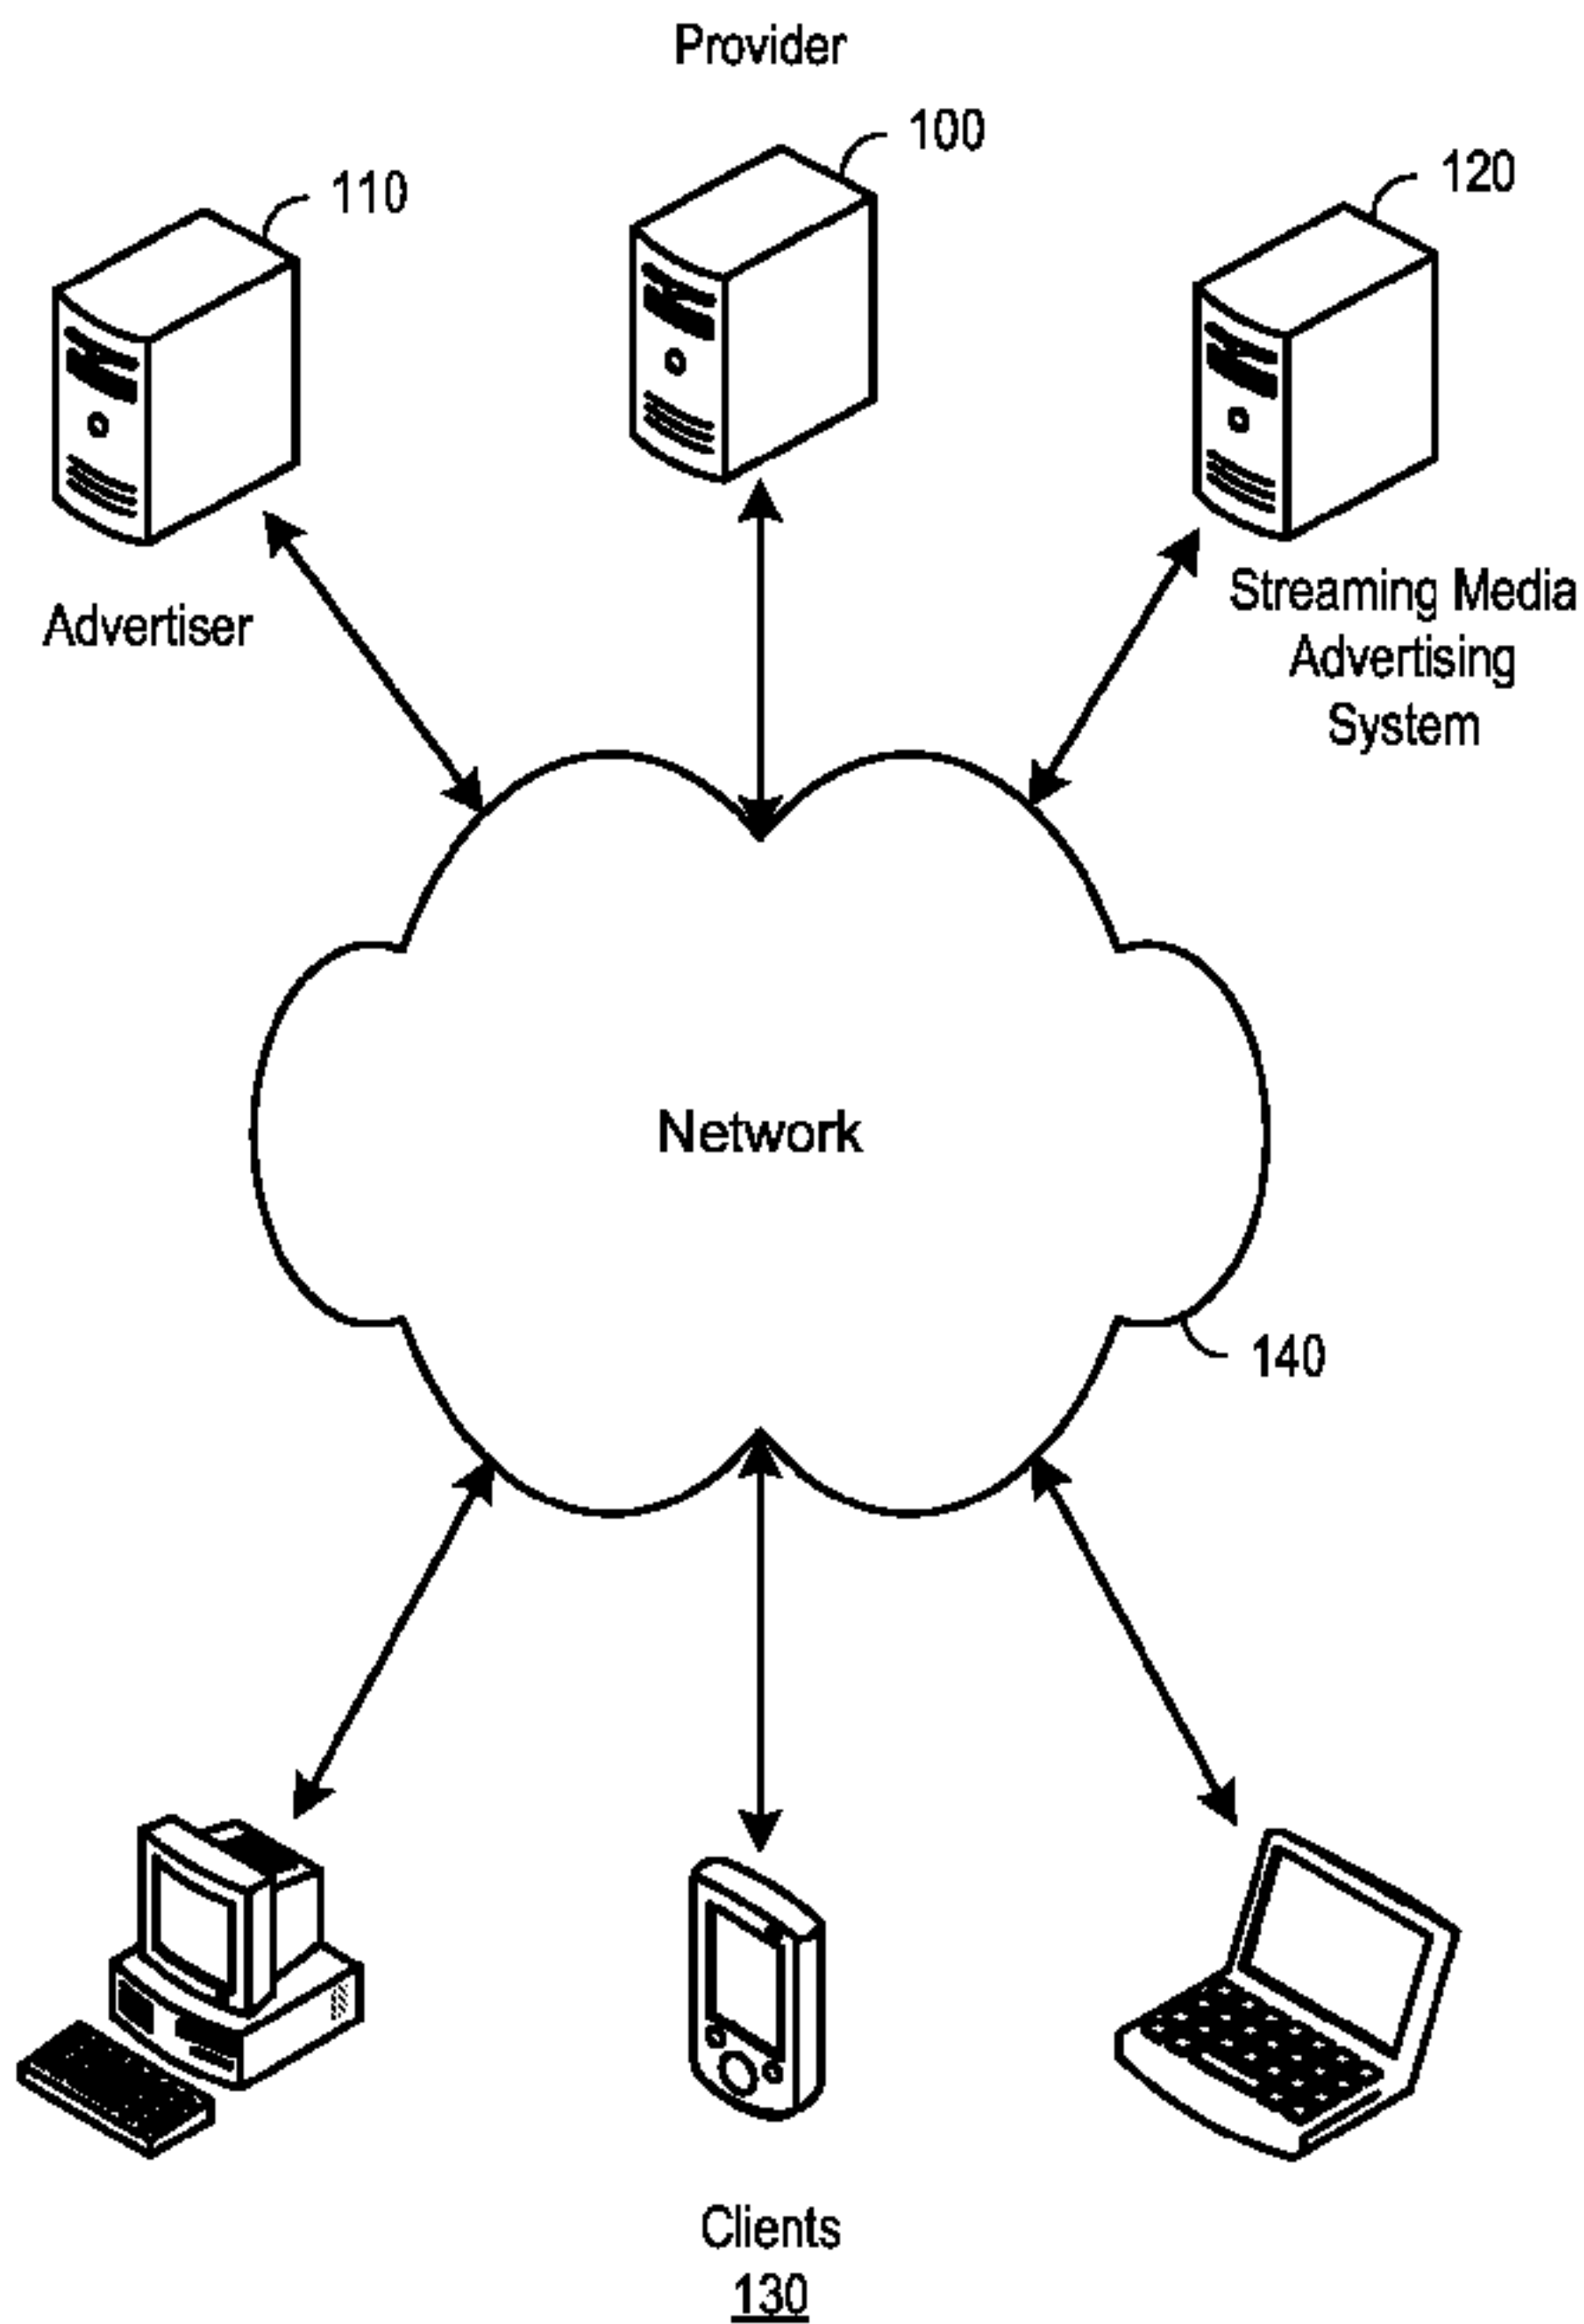 Provider
100
110
120
Advertiser
Streaming Media
Advertising
System
Network
140
Clients
130